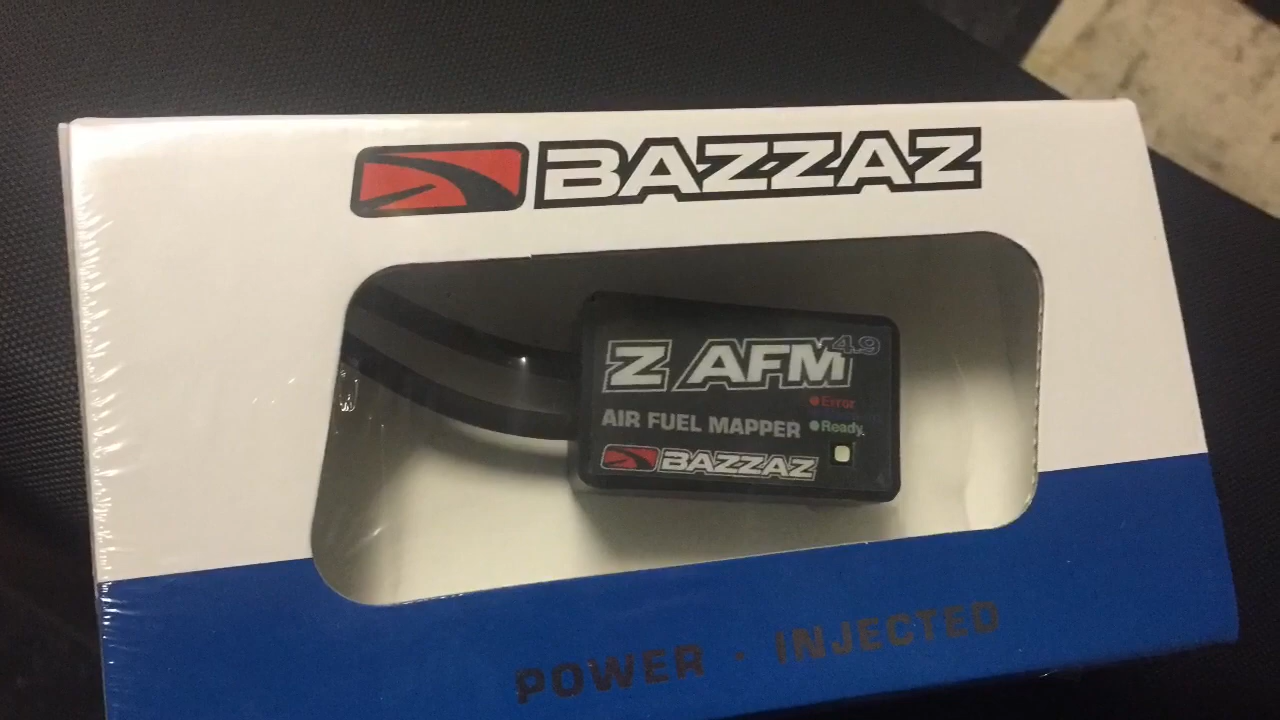 BAZZAZ
Z AFM 4.9
Error
AIR FUEL MAPPER Ready
BAZZAZ
POWER · INJECTED